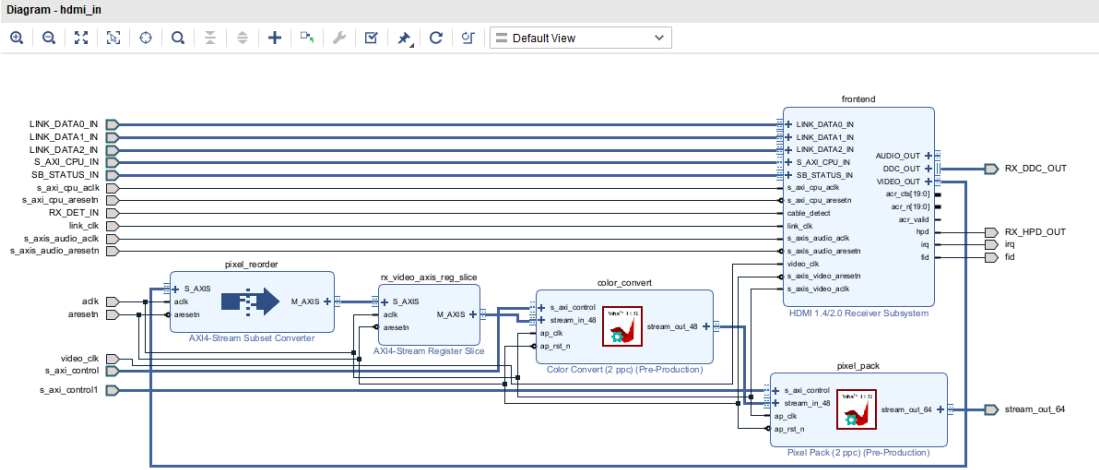 Diagram - hdmi_in
Default View
LINK_DATA0_IN
LINK_DATA1_IN
LINK_DATA2_IN
S_AXI_CPU_IN
SB_STATUS_IN
s_axi_cpu_aclk
s_axi_cpu_aresetn
RX_DET_IN
link_clk
s_axis_audio_aclk
s_axis_audio_aresetn
aclk
aresetn
video_clk
s_axi_control
s_axi_control1
pixel_reorder
S_AXIS
aclk
aresetn
M_AXIS
AXI4-Stream Subset Converter
rx_video_axis_reg_slice
S_AXIS
aclk
aresetn
M_AXIS
AXI4-Stream Register Slice
color_convert
s_axi_control
stream_in_48
ap_clk
ap_rst_n
stream_out_48
Color Convert (2 ppc) (Pre-Production)
frontend
LINK_DATA0_IN
LINK_DATA1_IN
LINK_DATA2_IN
S_AXI_CPU_IN
SB_STATUS_IN
s_axi_cpu_aclk
s_axi_cpu_aresetn
cable_detect
link_clk
s_axis_audio_aclk
s_axis_audio_aresetn
video_clk
s_axis_video_aresetn
s_axis_video_aclk
AUDIO_OUT
DDC_OUT
VIDEO_OUT
acr_cts[19:0]
acr_n[19:0]
acr_valid
hpd
irq
fid
HDMI 1.4/2.0 Receiver Subsystem
pixel_pack
s_axi_control
stream_in_48
ap_clk
ap_rst_n
stream_out_64
Pixel Pack (2 ppc) (Pre-Production)
RX_DDC_OUT
RX_HPD_OUT
irq
fid
stream_out_64